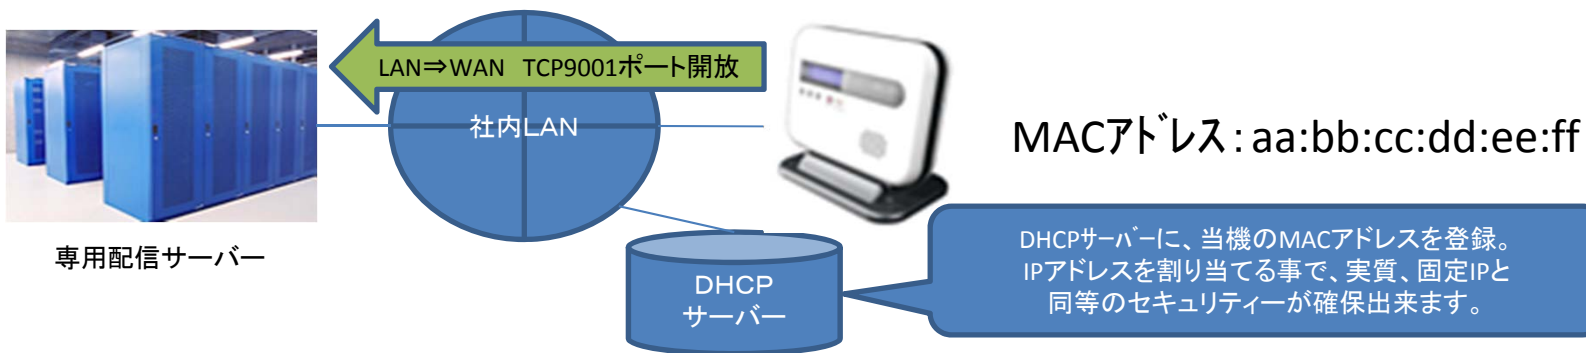 LAN⇒WAN　TCP9001ポート開放
社内LAN
MACｱﾄﾞﾚｽ：aa:bb:cc:dd:ee:ff
専用配信サーバー
DHCP
サーバー
DHCPｻｰﾊﾞｰに、当機のMACアドレスを登録。
IPアドレスを割り当てる事で、実質、固定IPと
同等のセキュリティーが確保出来ます。